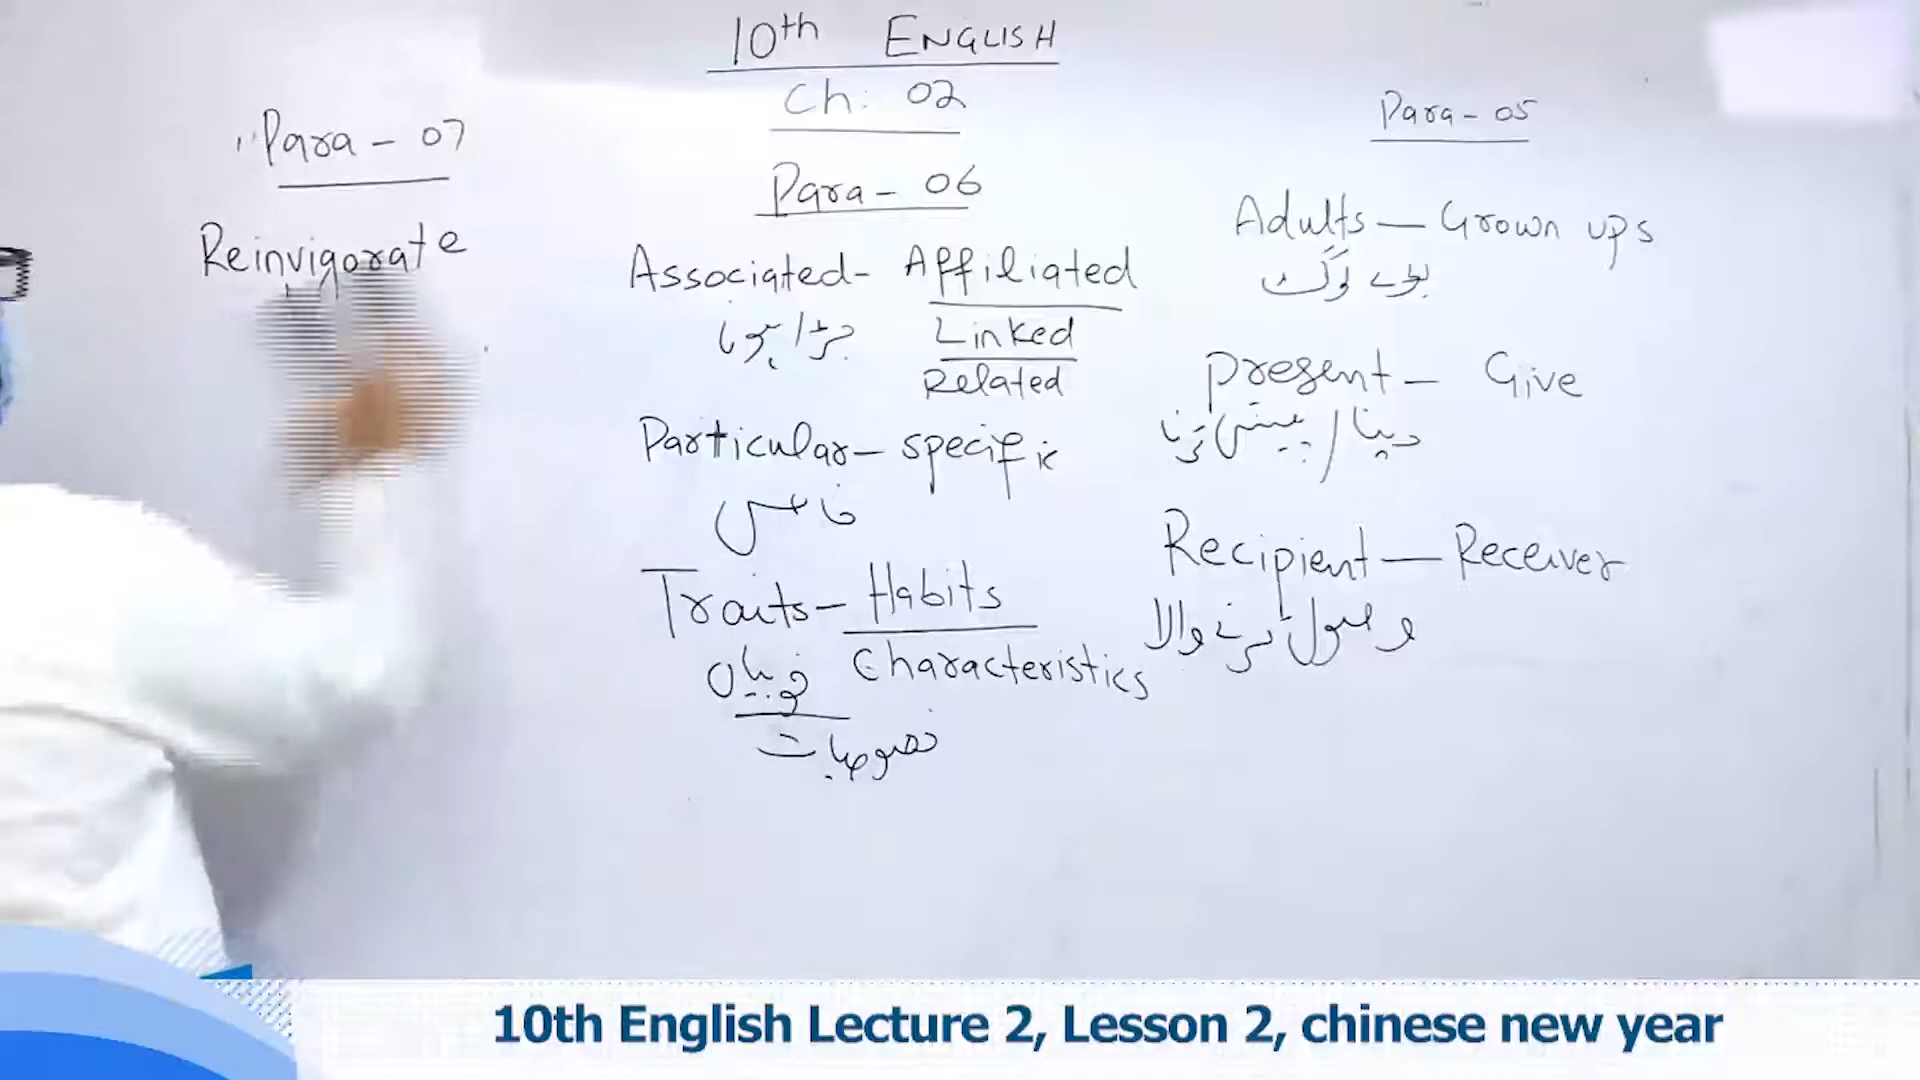 10th ENGLISH
Ch: 02
Para - 07
Reinvigorate
Para - 06
Associated - Affiliated
جڑا ہونا
Linked
Related
Particular - specific
خاص
Traits - Habits
خوبیاں
Characteristics
خصوصیات
Para - 05
Adults — Grown ups
بڑے لوگ
present - Give
دینا / پیش کرنا
Recipient — Receiver
وصول کرنے والا
10th English Lecture 2, Lesson 2, chinese new year